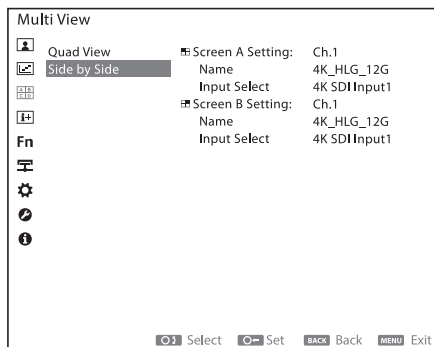 Multi View
Quad View
Side by Side
Screen A Setting: Ch.1
Name 4K_HLG_12G
Input Select 4K SDI Input1
Screen B Setting: Ch.1
Name 4K_HLG_12G
Input Select 4K SDI Input1
A B
C D
i+
Fn
Select Set BACK Back MENU Exit